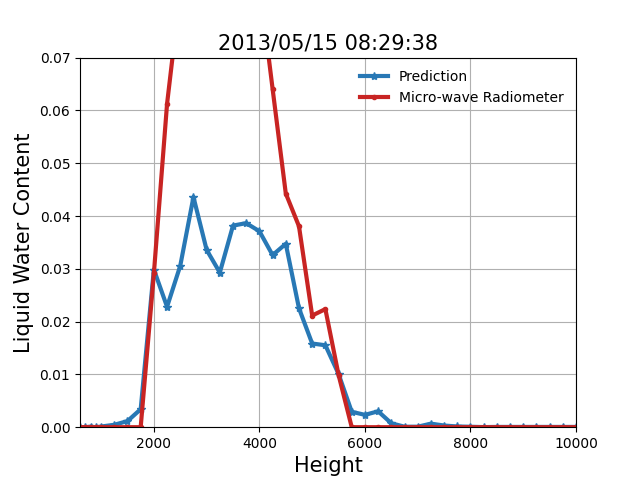 2013/05/15 08:29:38
0.07
0.06
0.05
0.04
0.03
0.02
0.01
0.00
Liquid Water Content
Prediction
Micro-wave Radiometer
2000 4000 6000 8000 10000
Height